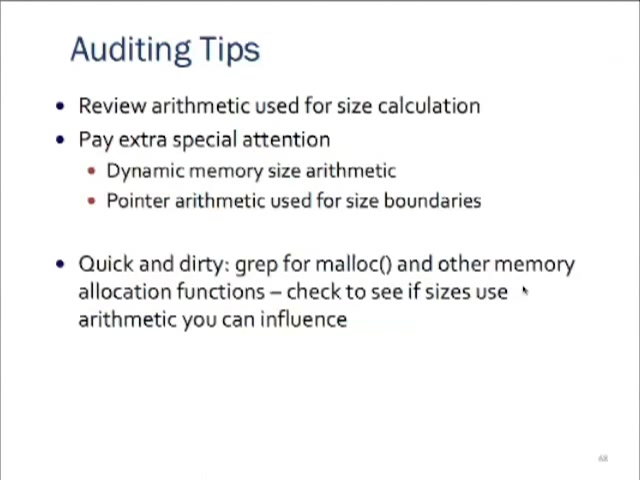 Auditing Tips
Review arithmetic used for size calculation
Pay extra special attention
Dynamic memory size arithmetic
Pointer arithmetic used for size boundaries
Quick and dirty: grep for malloc() and other memory
allocation functions – check to see if sizes use
arithmetic you can influence
68